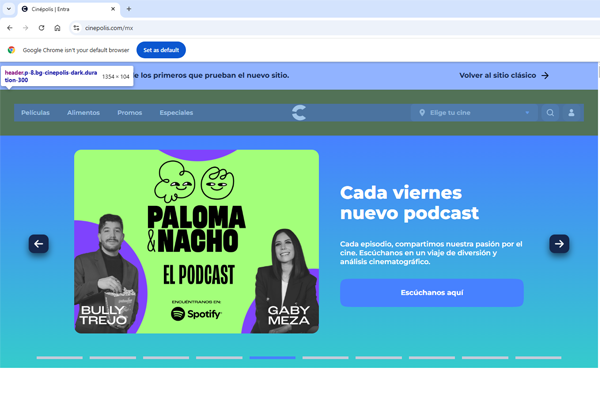 Cinépolis | Entra
cinepolis.com/mx
Google Chrome isn't your default browser
Set as default
header.p-8.bg-cinepolis-dark.dura
tion-300
1354 × 104
e los primeros que prueban el nuevo sitio.
Volver al sitio clásico
Películas
Alimentos
Promos
Especiales
Elige tu cine
PALOMA
&NACHO
EL PODCAST
ENCUÉNTRANOS EN:
Spotify
BULLY
TREJO
GABY
MEZA
Cada viernes
nuevo podcast
Cada episodio, compartimos nuestra pasión por el
cine. Escúchanos en un viaje de diversión y
análisis cinematográfico.
Escúchanos aquí